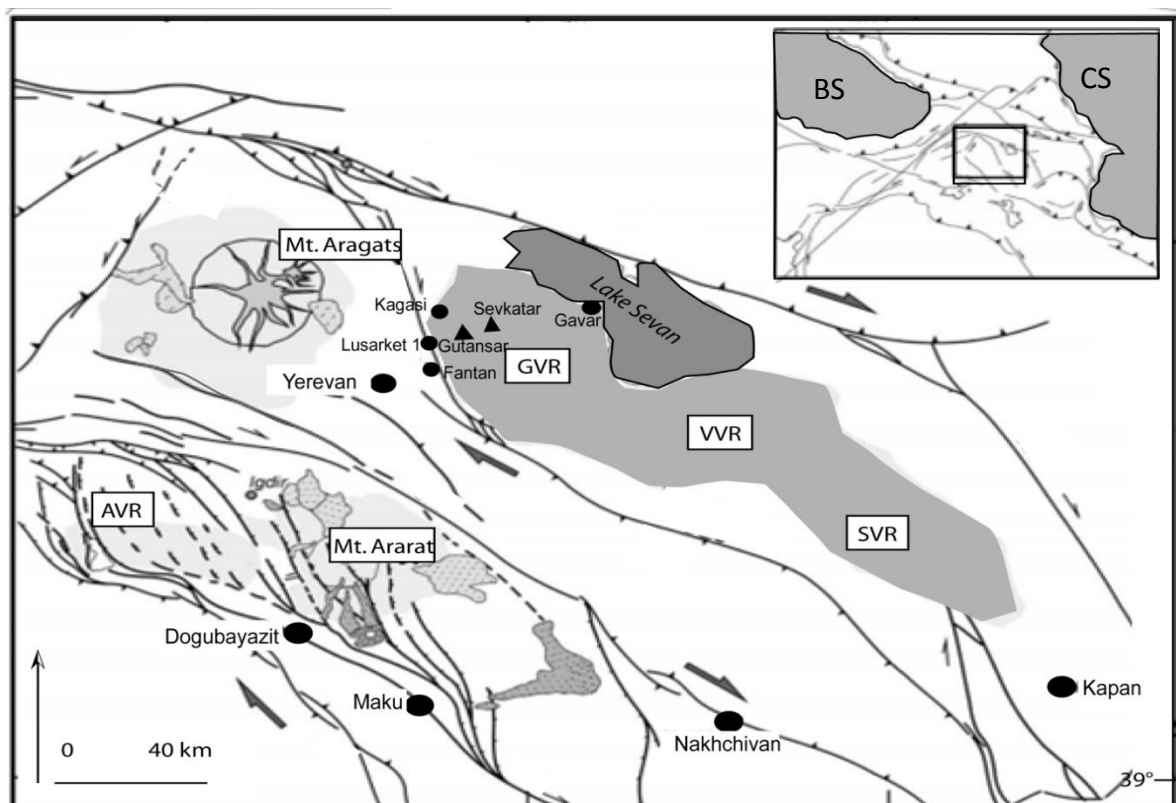 BS
CS
Mt. Aragats
Lake Sevan
Kagasi
Sevkatar
Gavar
Lusarket 1
Gutansar
GVR
Fantan
Yerevan
VVR
Igdir
AVR
SVR
Mt. Ararat
Dogubayazit
Maku
Kapan
Nakhchivan
0 40 km
39°